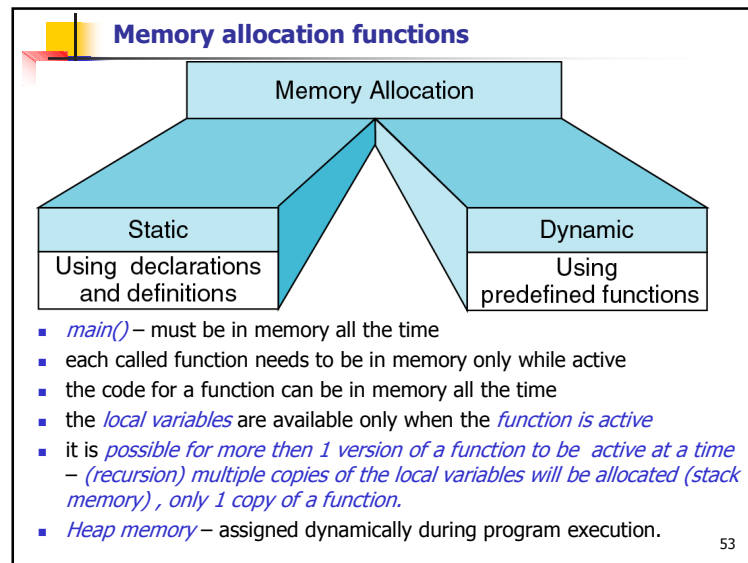 Memory allocation functions
Memory Allocation
Static
Using declarations
and definitions
Dynamic
Using
predefined functions
main() – must be in memory all the time
each called function needs to be in memory only while active
the code for a function can be in memory all the time
the local variables are available only when the function is active
it is possible for more then 1 version of a function to be active at a time
– (recursion) multiple copies of the local variables will be allocated (stack
memory) , only 1 copy of a function.
Heap memory – assigned dynamically during program execution.
53